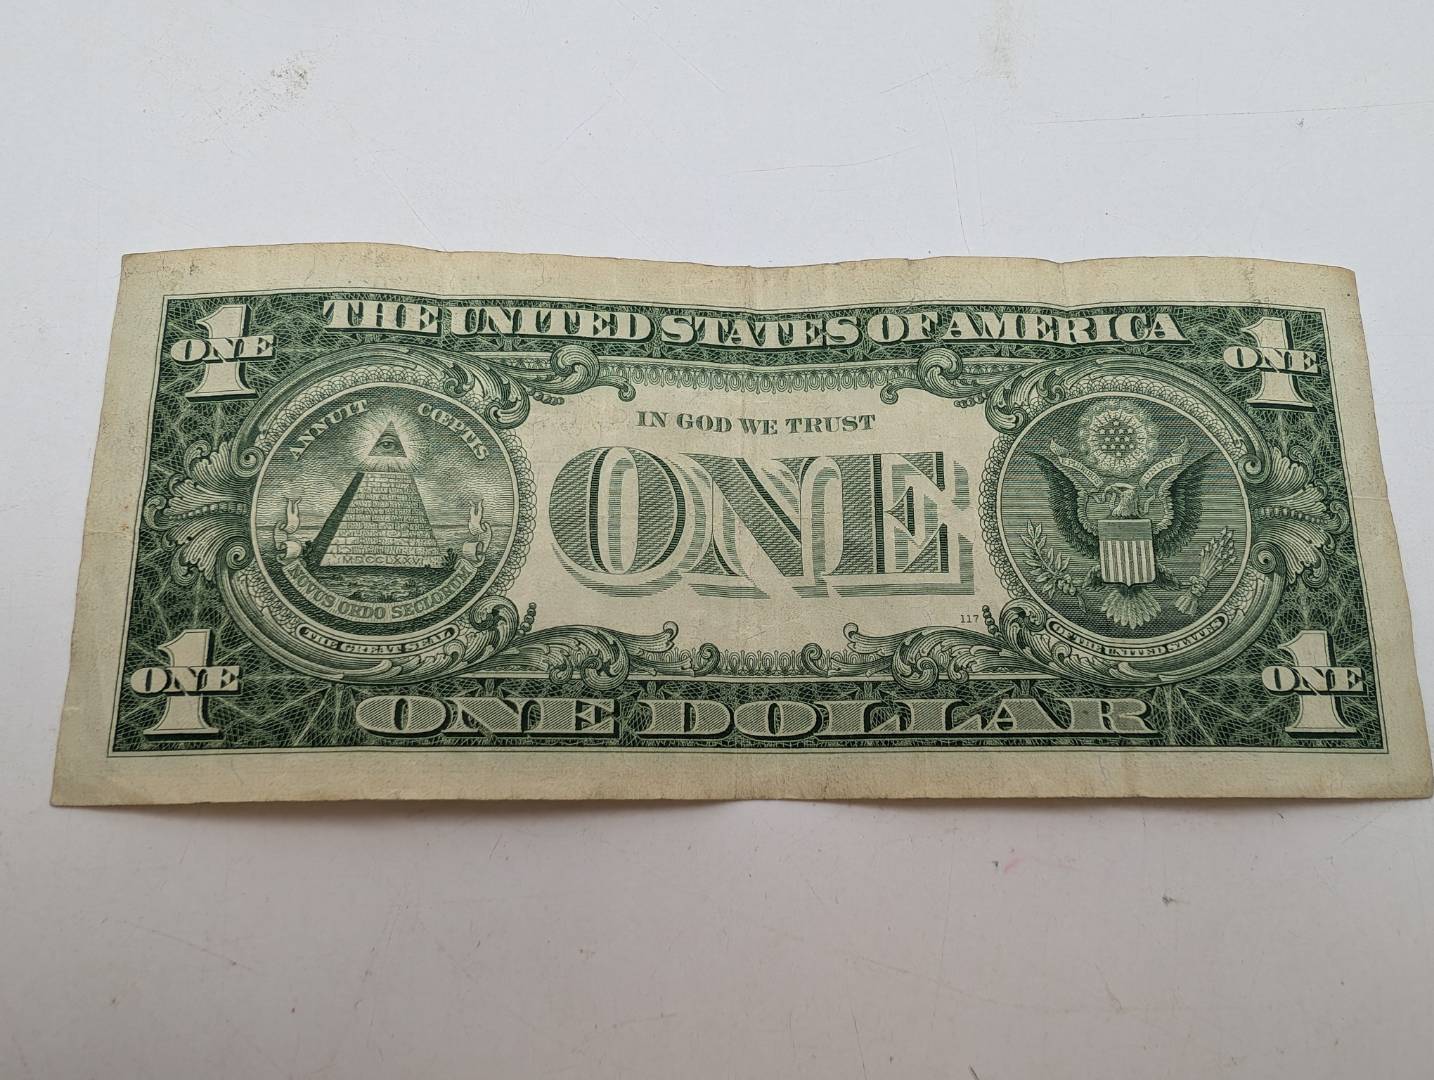 THE UNITED STATES OF AMERICA
1
ONE
1
ONE
IN GOD WE TRUST
ANNUIT CŒPTIS
ONE
MDCCLXXVI
NOVUS ORDO SECLORUM
117
THE GREAT SEAL
OF THE UNITED STATES
1
ONE
1
ONE
ONE DOLLAR